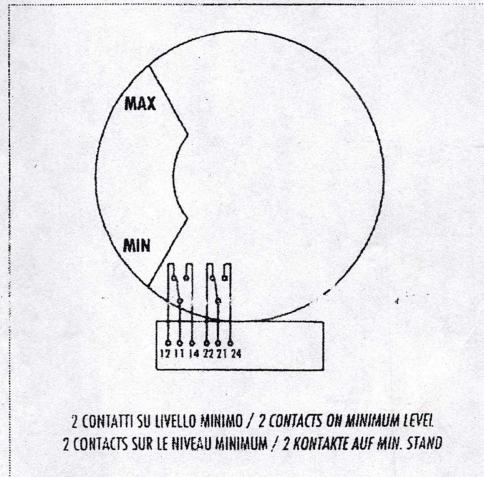 MAX
MIN
12 11 14 22 21 24
2 CONTATTI SU LIVELLO MINIMO / 2 CONTACTS ON MINIMUM LEVEL
2 CONTACTS SUR LE NIVEAU MINIMUM / 2 KONTAKTE AUF MIN. STAND